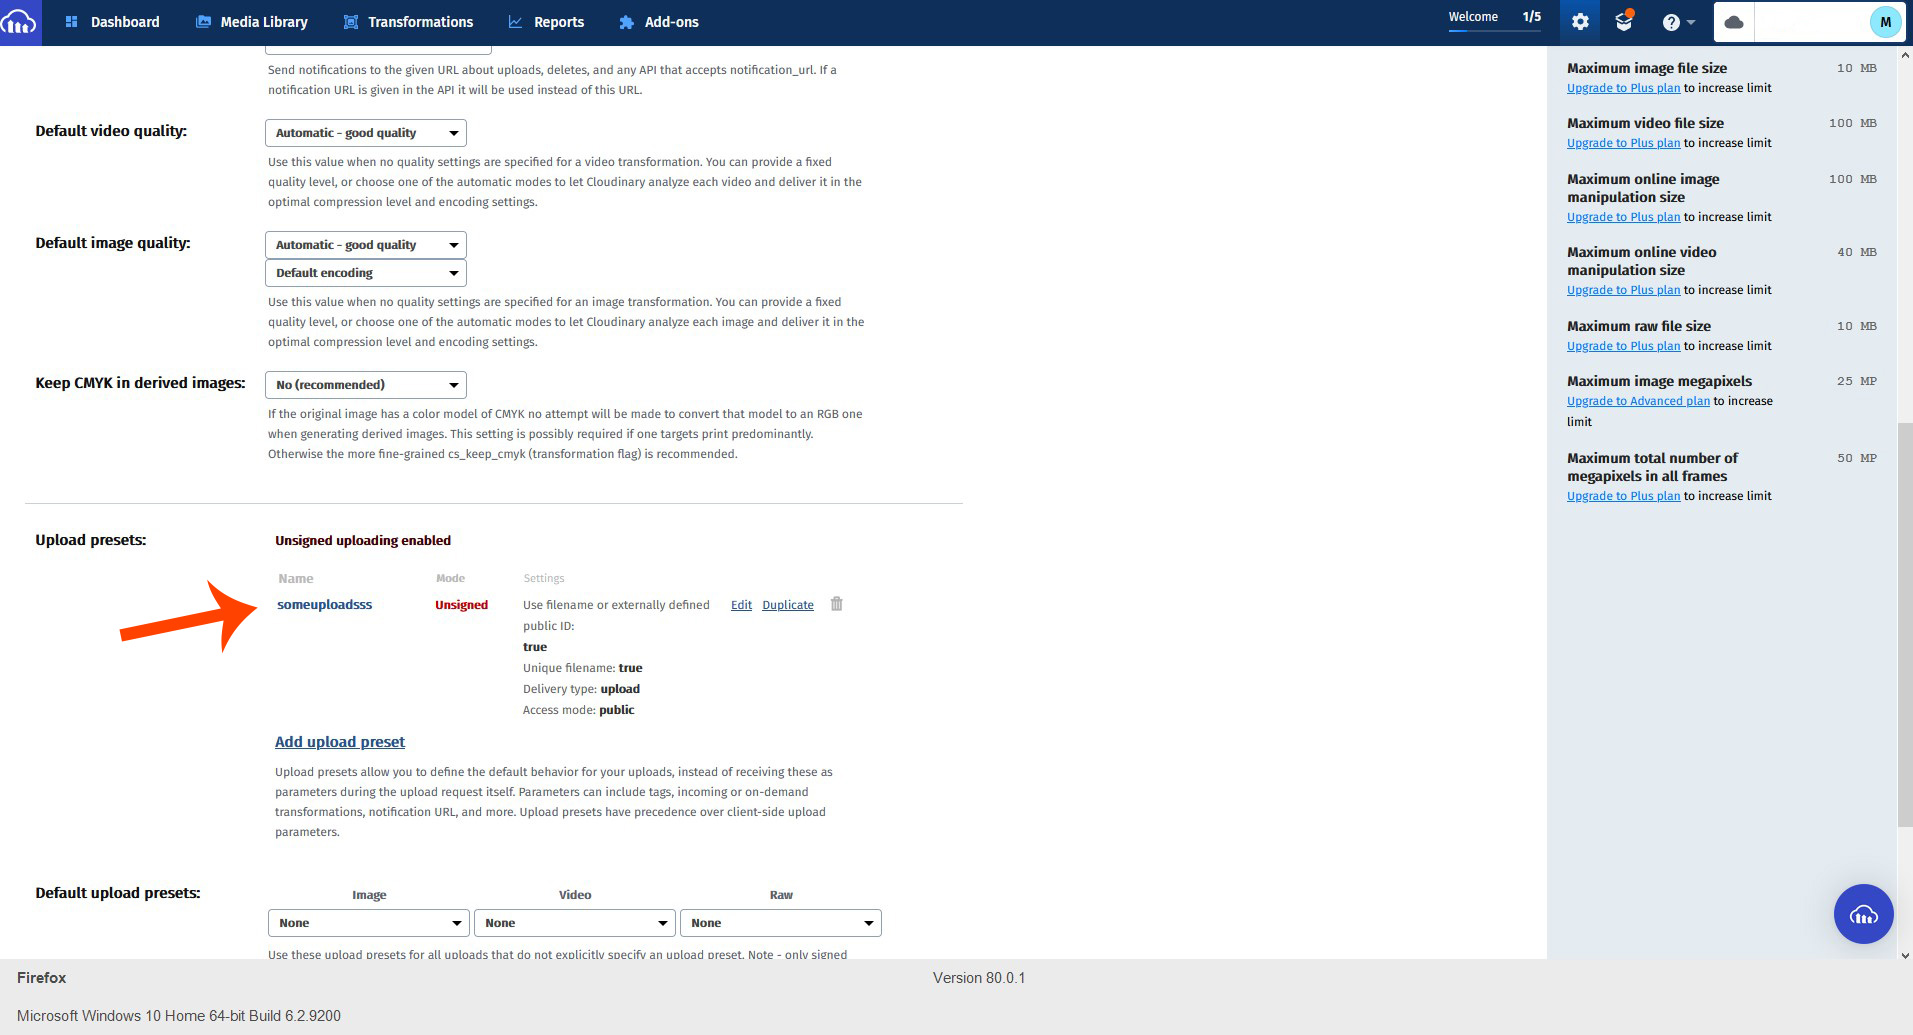 Dashboard Media Library Transformations Reports Add-ons Welcome 1/5 M
Send notifications to the given URL about uploads, deletes, and any API that accepts notification_url. If a
notification URL is given in the API it will be used instead of this URL.
Default video quality: Automatic - good quality
Use this value when no quality settings are specified for a video transformation. You can provide a fixed
quality level, or choose one of the automatic modes to let Cloudinary analyze each video and deliver it in the
optimal compression level and encoding settings.
Default image quality: Automatic - good quality
Default encoding
Use this value when no quality settings are specified for an image transformation. You can provide a fixed
quality level, or choose one of the automatic modes to let Cloudinary analyze each image and deliver it in the
optimal compression level and encoding settings.
Keep CMYK in derived images: No (recommended)
If the original image has a color model of CMYK no attempt will be made to convert that model to an RGB one
when generating derived images. This setting is possibly required if one targets print predominantly.
Otherwise the more fine-grained cs_keep_cmyk (transformation flag) is recommended.
Upload presets: Unsigned uploading enabled
Name Mode Settings
someuploadsss Unsigned Use filename or externally defined Edit Duplicate
public ID:
true
Unique filename: true
Delivery type: upload
Access mode: public
Add upload preset
Upload presets allow you to define the default behavior for your uploads, instead of receiving these as
parameters during the upload request itself. Parameters can include tags, incoming or on-demand
transformations, notification URL, and more. Upload presets have precedence over client-side upload
parameters.
Default upload presets: Image Video Raw
None None None
Use these upload presets for all uploads that do not explicitly specify an upload preset. Note - only signed
Maximum image file size 10 MB
Upgrade to Plus plan to increase limit
Maximum video file size 100 MB
Upgrade to Plus plan to increase limit
Maximum online image 100 MB
manipulation size
Upgrade to Plus plan to increase limit
Maximum online video 40 MB
manipulation size
Upgrade to Plus plan to increase limit
Maximum raw file size 10 MB
Upgrade to Plus plan to increase limit
Maximum image megapixels 25 MP
Upgrade to Advanced plan to increase
limit
Maximum total number of 50 MP
megapixels in all frames
Upgrade to Plus plan to increase limit
Firefox Version 80.0.1
Microsoft Windows 10 Home 64-bit Build 6.2.9200